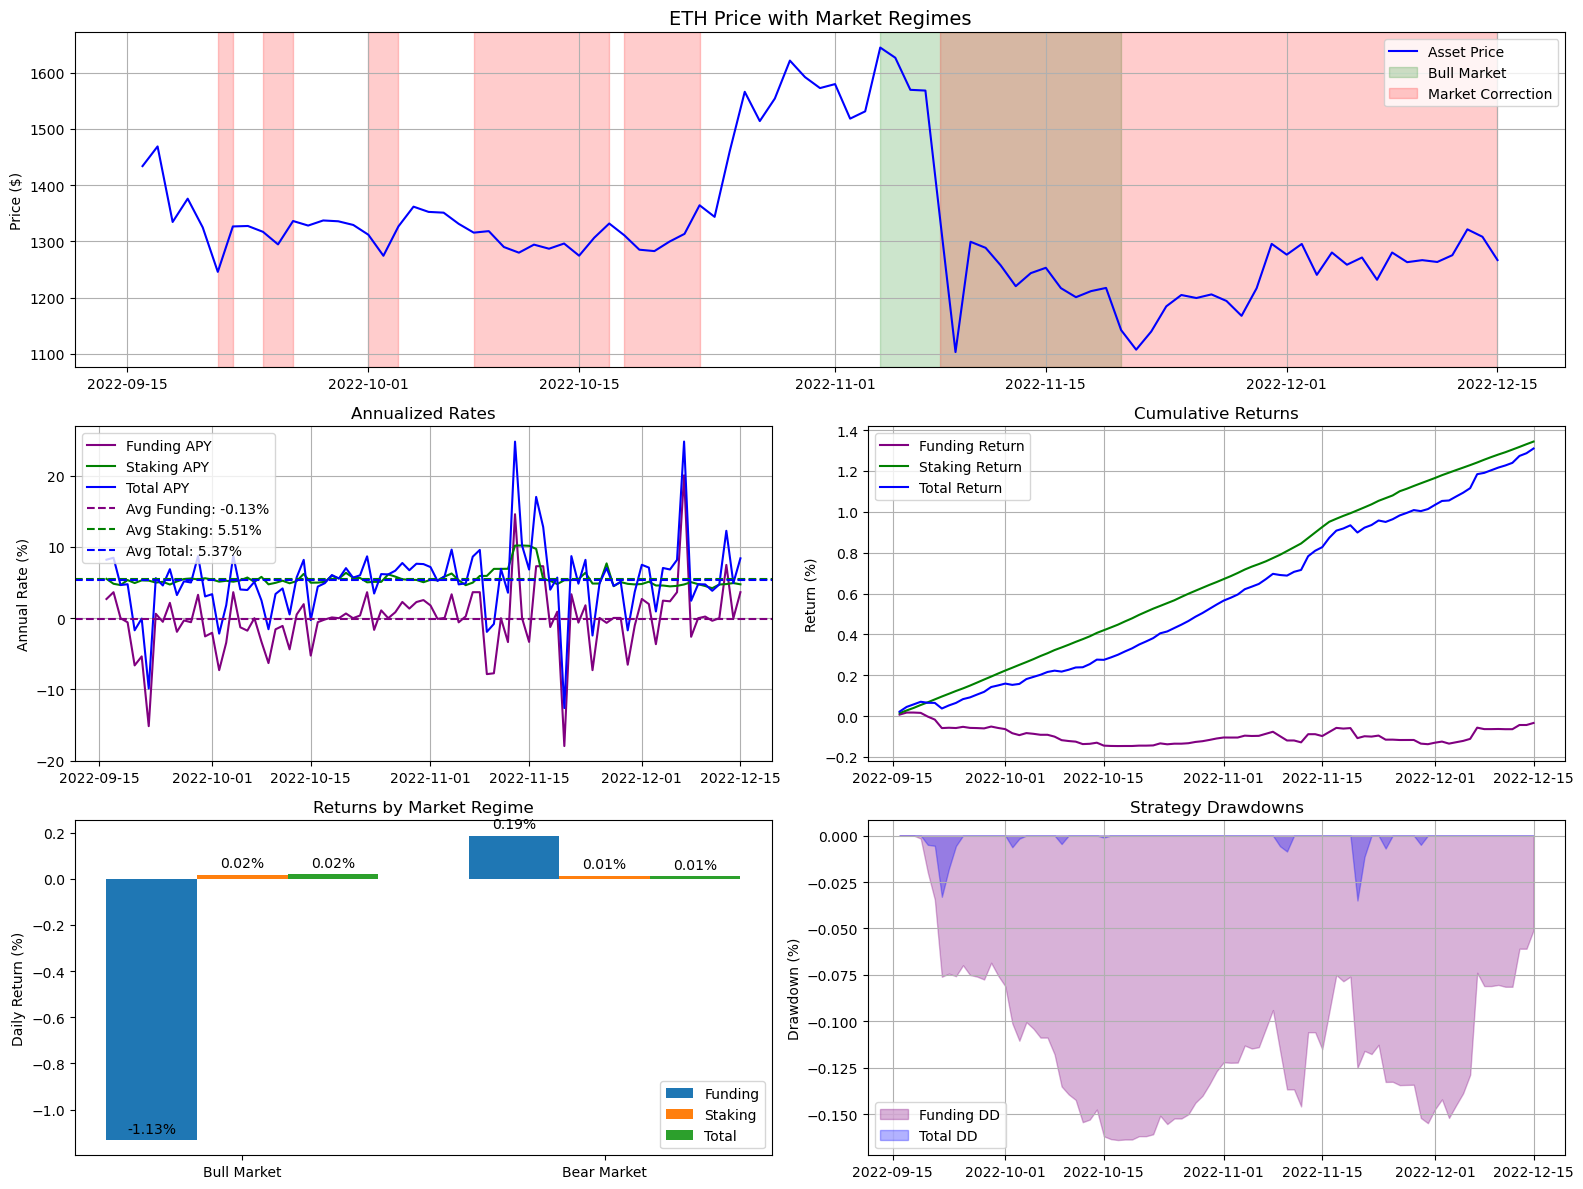 ETH Price with Market Regimes
Price ($)
1600
1500
1400
1300
1200
1100
Asset Price
Bull Market
Market Correction
2022-09-15
2022-10-01
2022-10-15
2022-11-01
2022-11-15
2022-12-01
2022-12-15
Annualized Rates
Annual Rate (%)
20
10
0
−10
−20
Funding APY
Staking APY
Total APY
Avg Funding: -0.13%
Avg Staking: 5.51%
Avg Total: 5.37%
2022-09-15
2022-10-01
2022-10-15
2022-11-01
2022-11-15
2022-12-01
2022-12-15
Cumulative Returns
Return (%)
1.4
1.2
1.0
0.8
0.6
0.4
0.2
0.0
−0.2
Funding Return
Staking Return
Total Return
2022-09-15
2022-10-01
2022-10-15
2022-11-01
2022-11-15
2022-12-01
2022-12-15
Returns by Market Regime
Daily Return (%)
0.2
0.0
−0.2
−0.4
−0.6
−0.8
−1.0
-1.13%
0.02%
0.02%
0.19%
0.01%
0.01%
Funding
Staking
Total
Bull Market
Bear Market
Strategy Drawdowns
Drawdown (%)
0.000
−0.025
−0.050
−0.075
−0.100
−0.125
−0.150
Funding DD
Total DD
2022-09-15
2022-10-01
2022-10-15
2022-11-01
2022-11-15
2022-12-01
2022-12-15